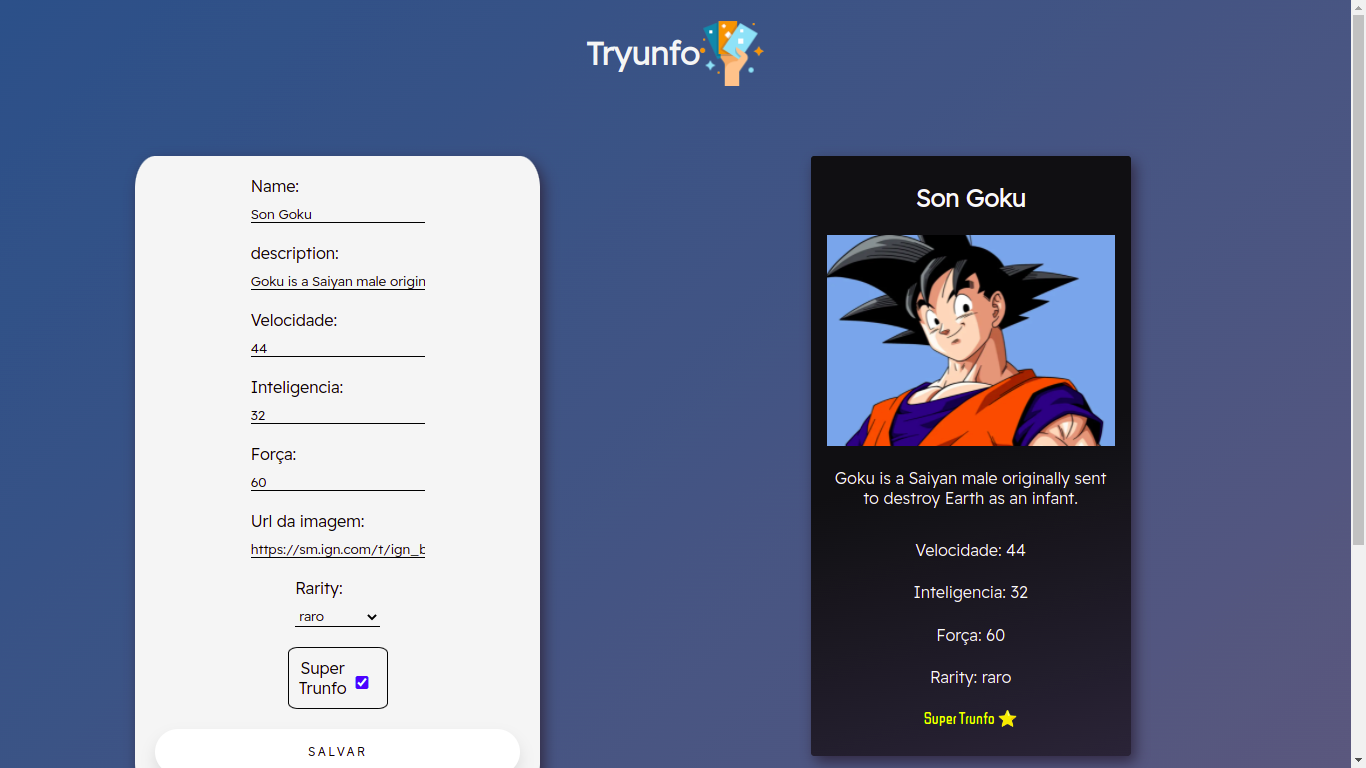 Tryunfo
Name:
Son Goku
description:
Goku is a Saiyan male origin
Velocidade:
44
Inteligencia:
32
Força:
60
Url da imagem:
https://sm.ign.com/t/ign_b
Rarity:
raro
Super
Trunfo
SALVAR
Son Goku
Goku is a Saiyan male originally sent
to destroy Earth as an infant.
Velocidade: 44
Inteligencia: 32
Força: 60
Rarity: raro
Super Trunfo